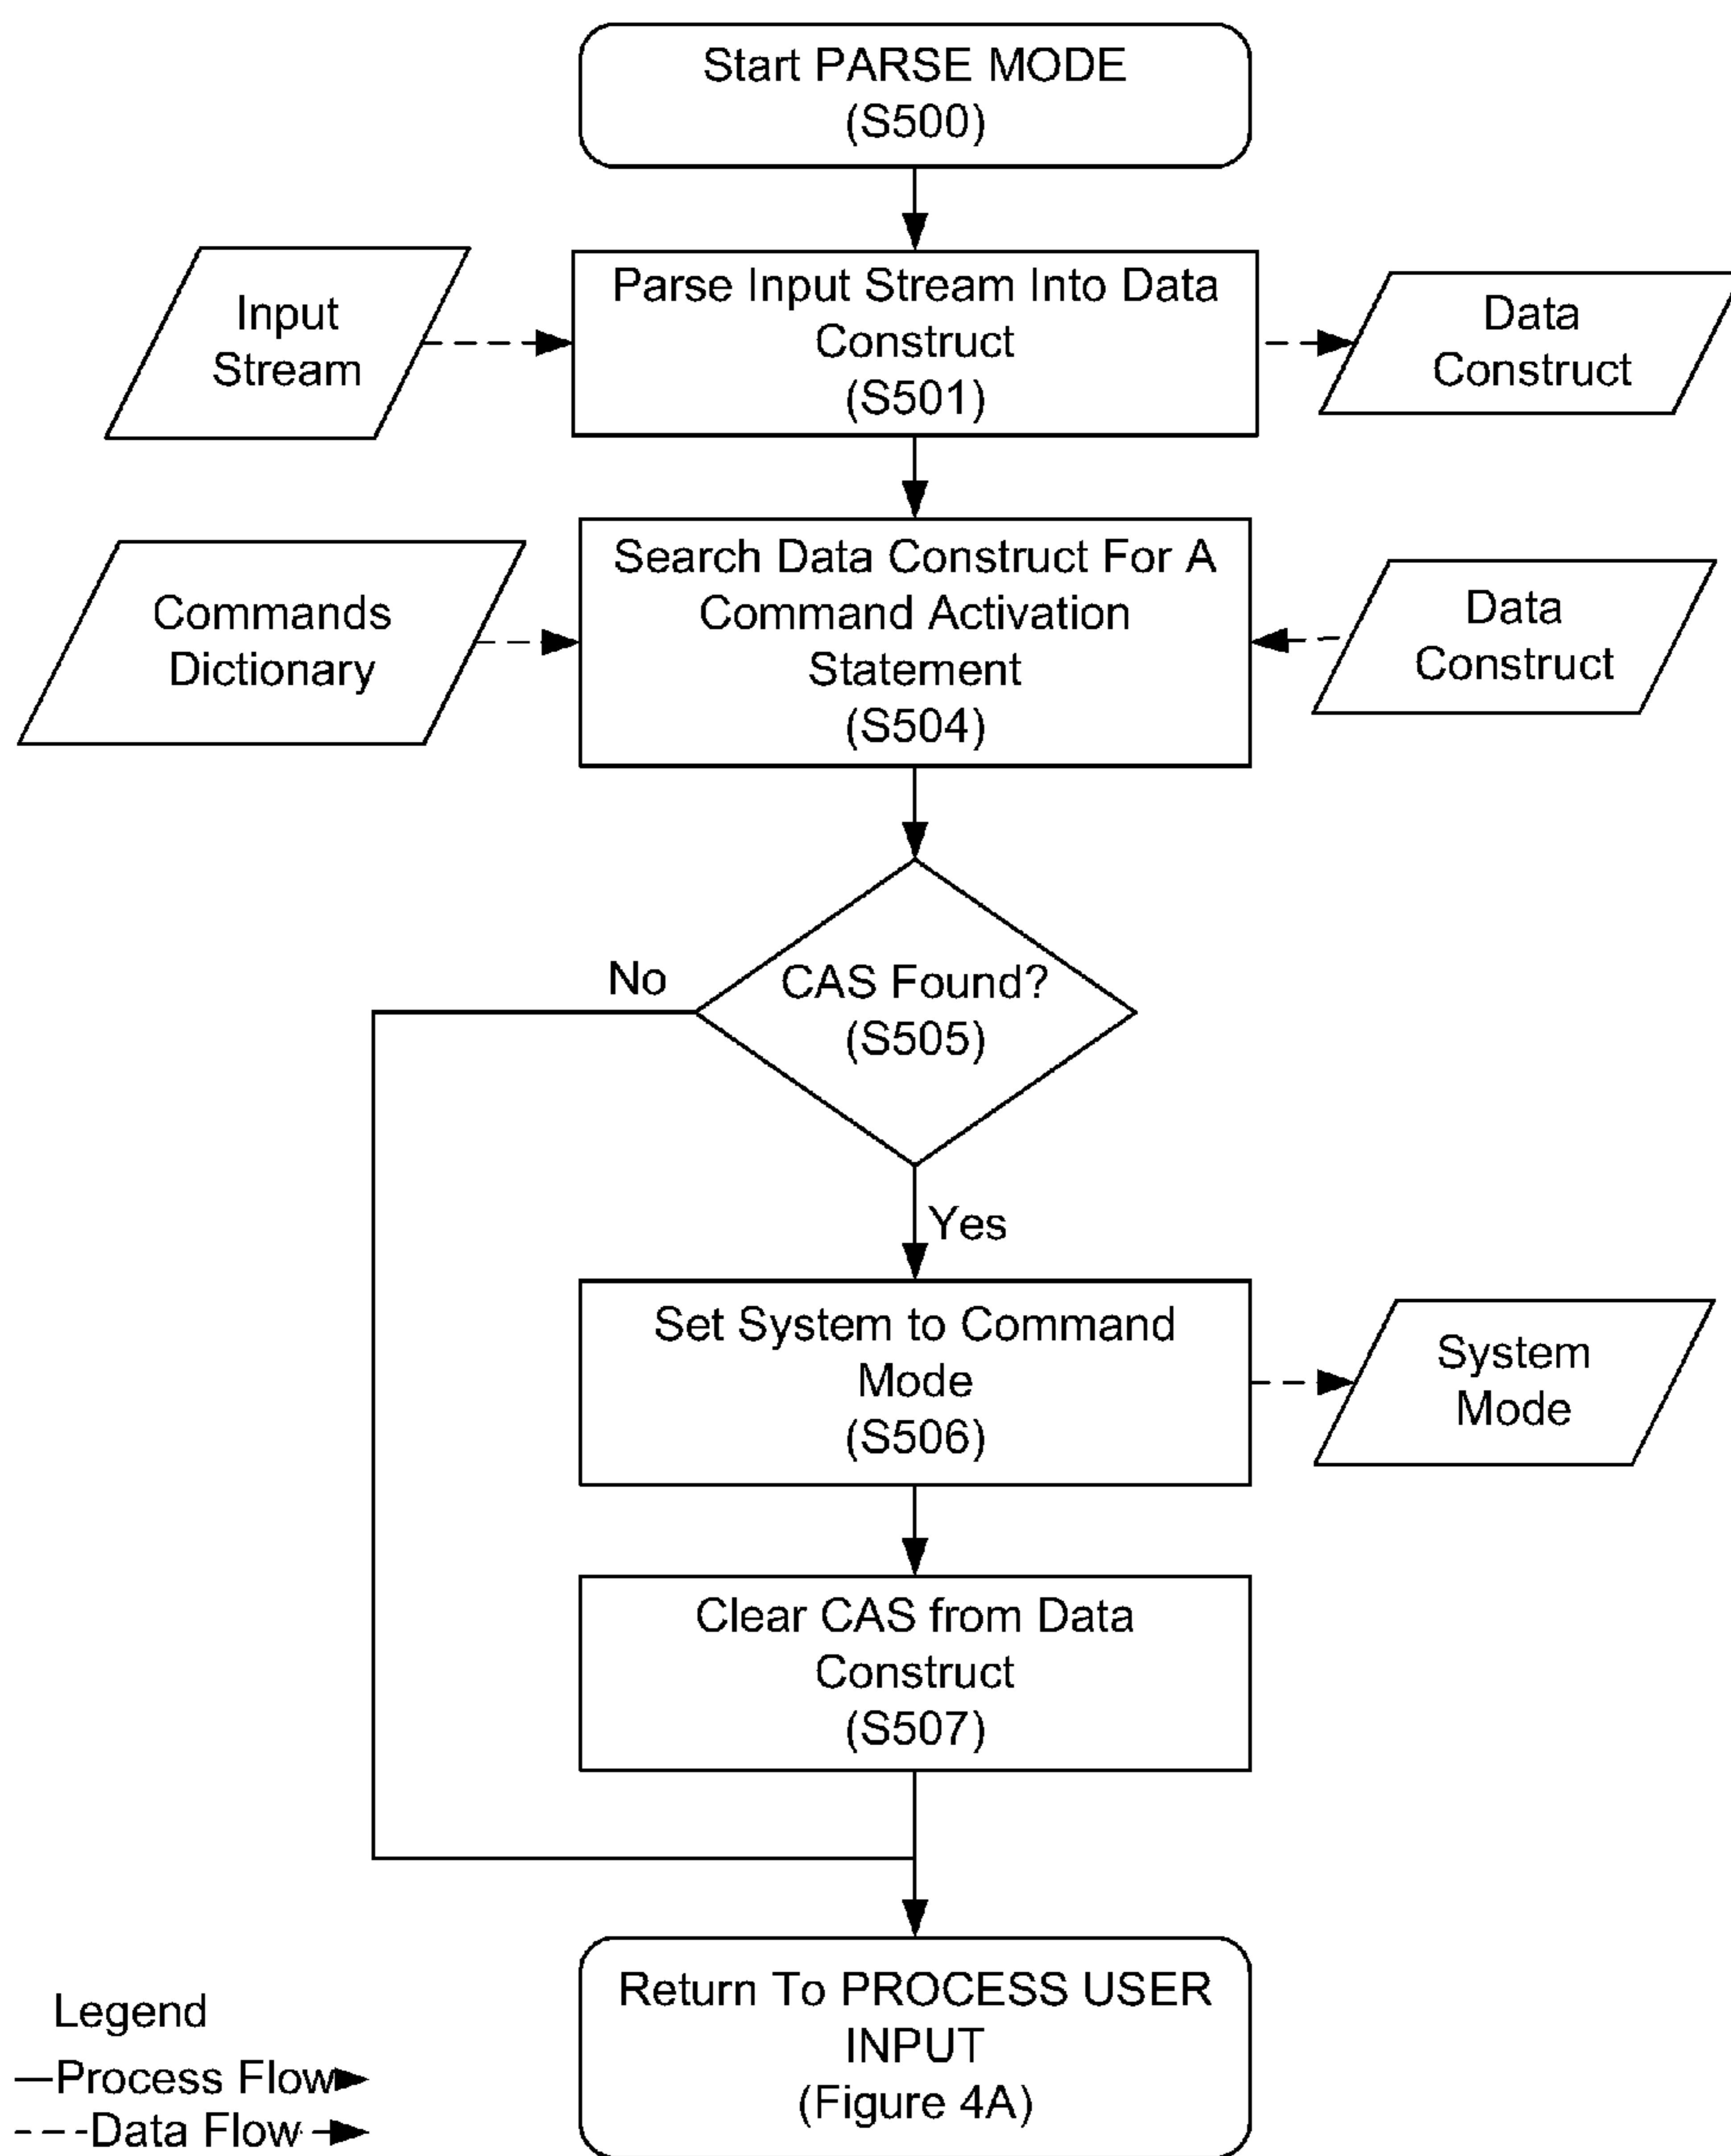 Start PARSE MODE
(S500)
Input
Stream
Parse Input Stream Into Data
Construct
(S501)
Data
Construct
Commands
Dictionary
Search Data Construct For A
Command Activation
Statement
(S504)
Data
Construct
No
CAS Found?
(S505)
Yes
Set System to Command
Mode
(S506)
System
Mode
Clear CAS from Data
Construct
(S507)
Return To PROCESS USER
INPUT
(Figure 4A)
Legend
Process Flow
Data Flow